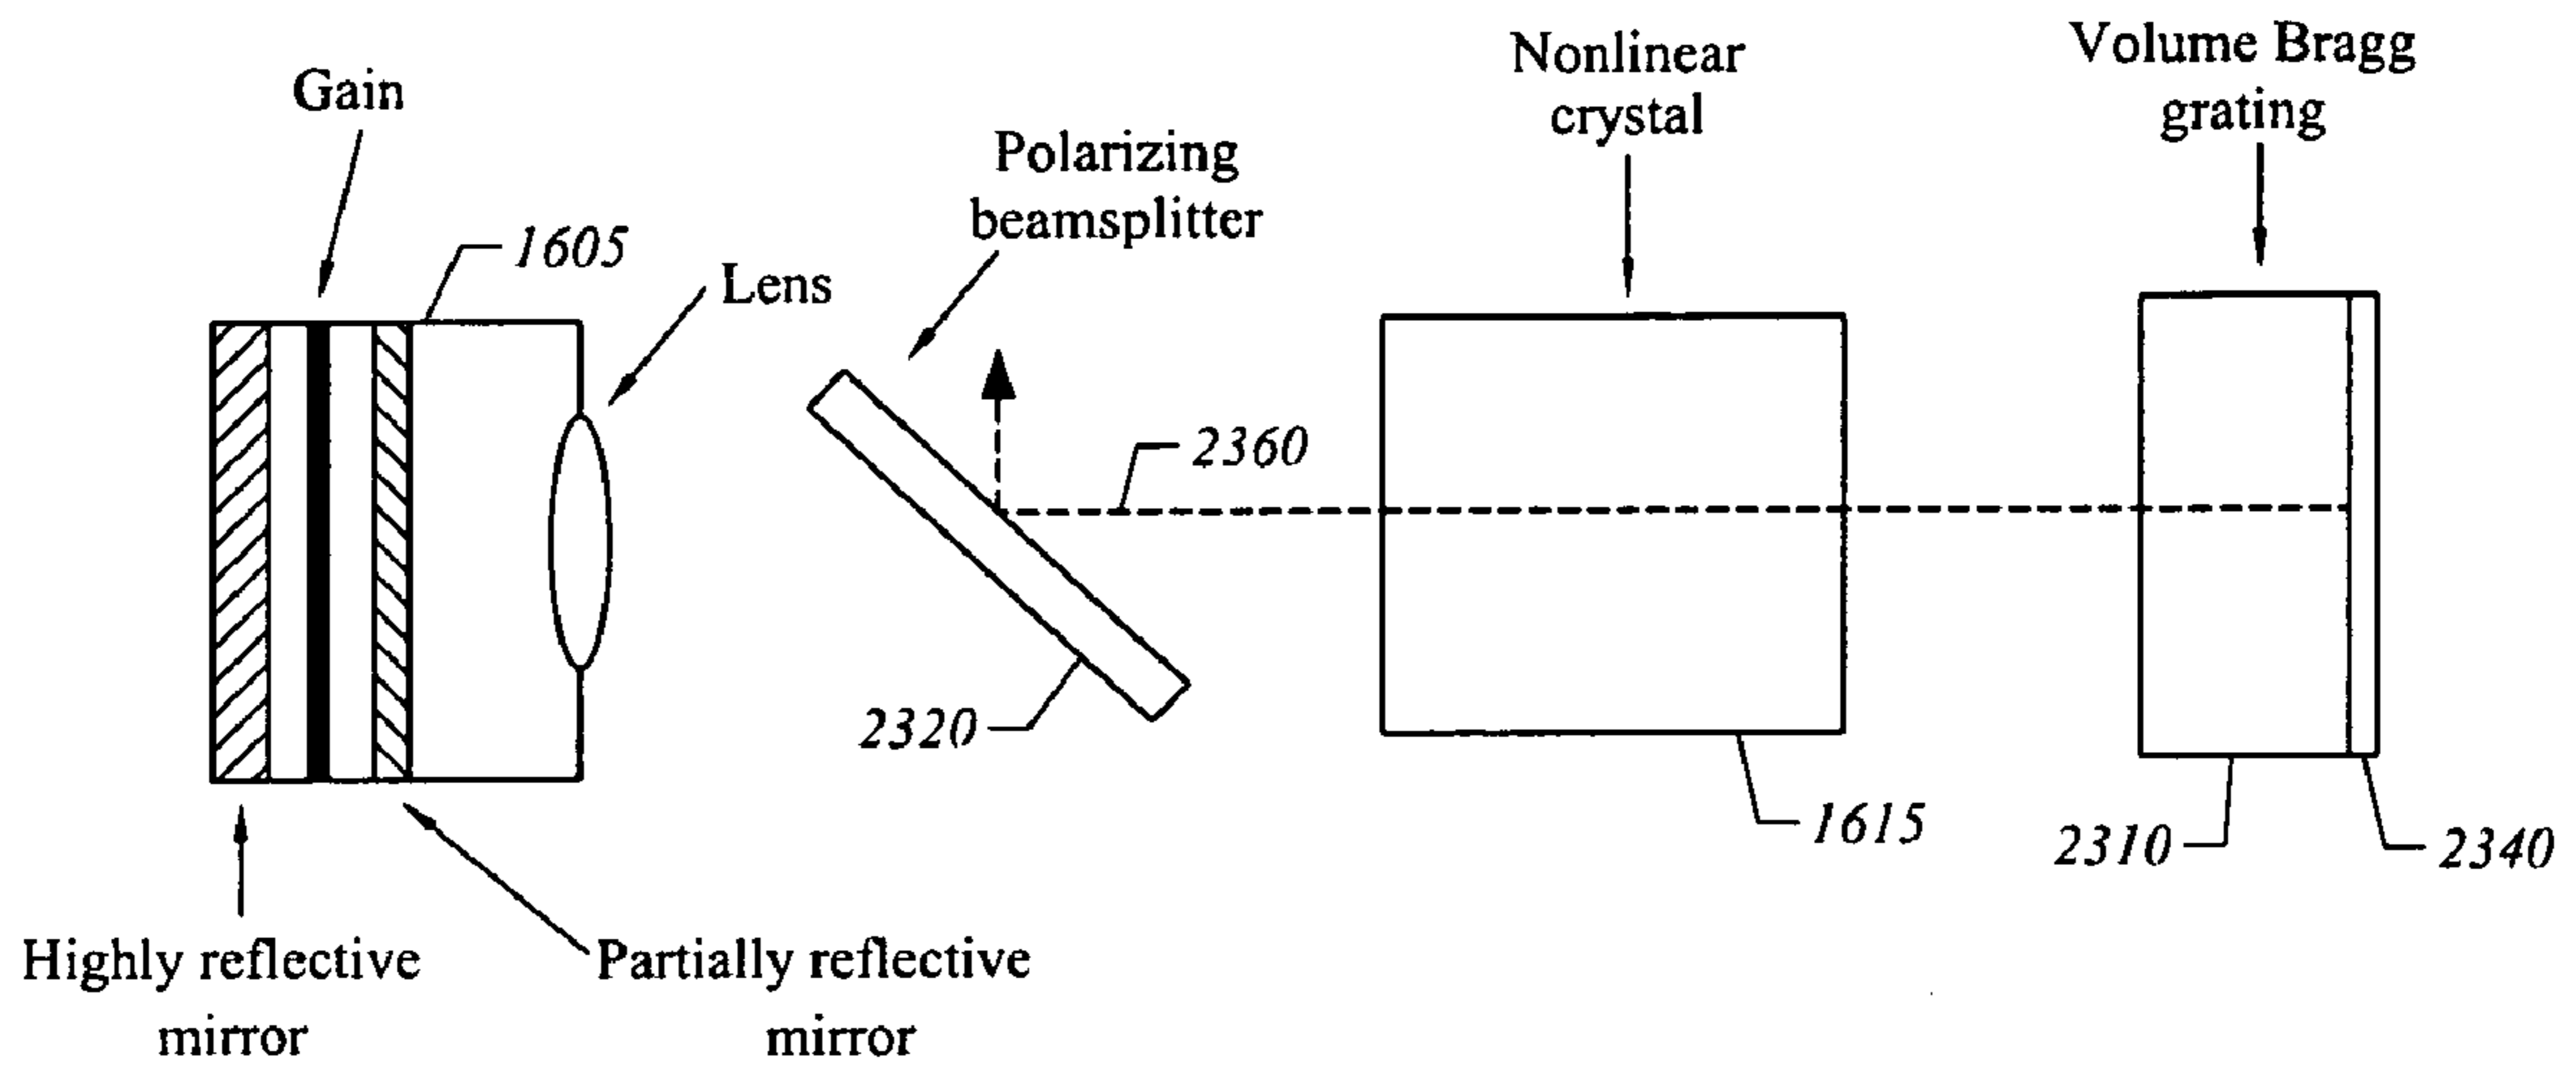 Volume Bragg
grating
Nonlinear
crystal
Gain
Polarizing
beamsplitter
1605
Lens
2360
2320
1615
2310
2340
Highly reflective
mirror
Partially reflective
mirror